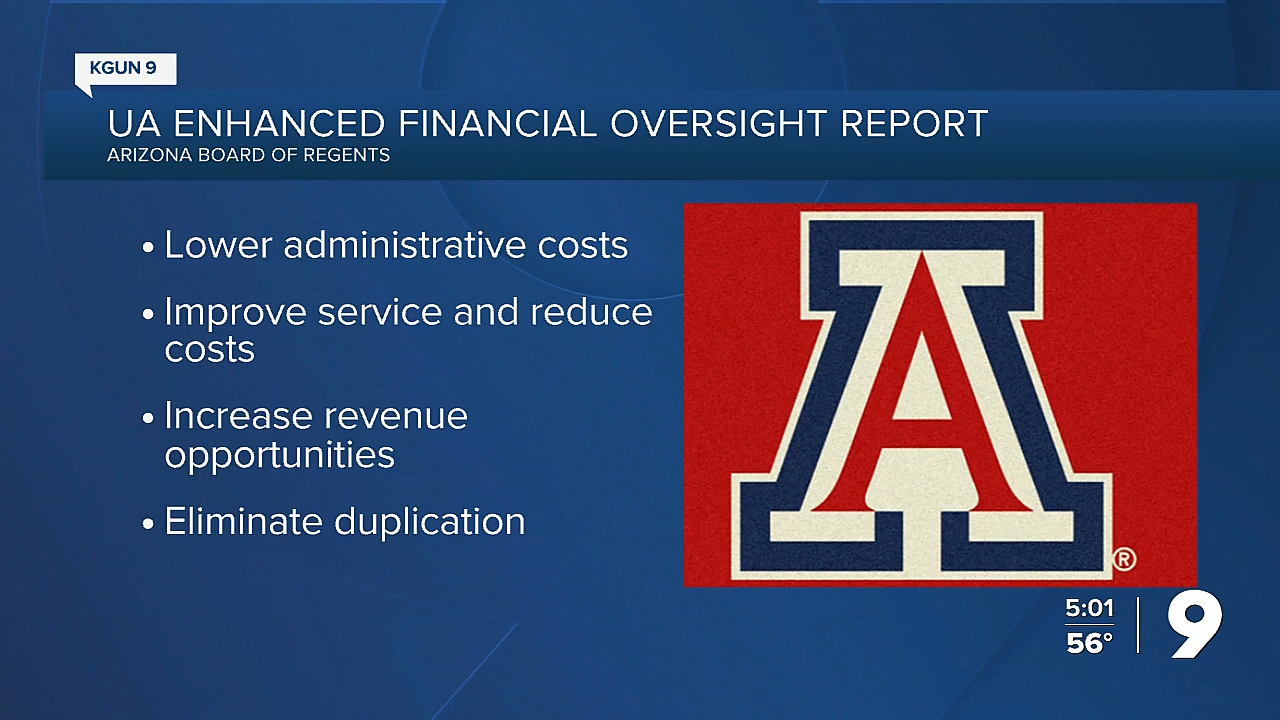 KGUN 9
UA ENHANCED FINANCIAL OVERSIGHT REPORT
ARIZONA BOARD OF REGENTS
• Lower administrative costs
• Improve service and reduce
costs
• Increase revenue
opportunities
• Eliminate duplication
A
®
5:01
56°
9